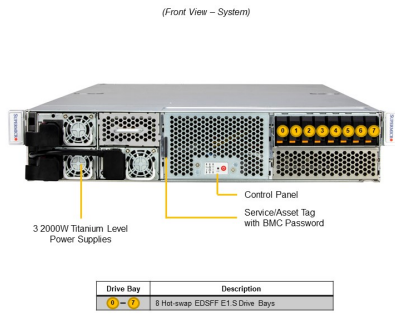 (Front View – System)
0 1 2 3 4 5 6 7
Control Panel
Service/Asset Tag
with BMC Password
3 2000W Titanium Level
Power Supplies
Drive Bay Description
0 – 7 8 Hot-swap EDSFF E1.S Drive Bays